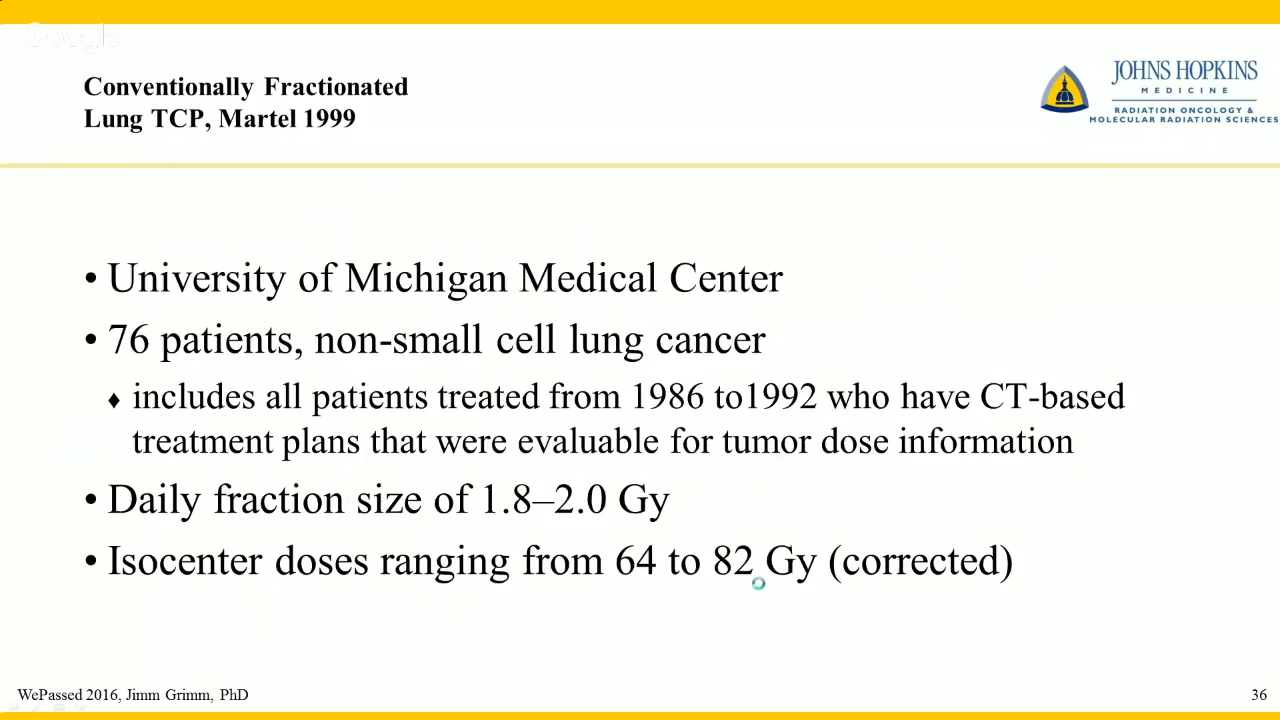 Google
Conventionally Fractionated
Lung TCP, Martel 1999
JOHNS HOPKINS
MEDICINE
RADIATION ONCOLOGY &
MOLECULAR RADIATION SCIENCES
• University of Michigan Medical Center
• 76 patients, non-small cell lung cancer
♦ includes all patients treated from 1986 to1992 who have CT-based
treatment plans that were evaluable for tumor dose information
• Daily fraction size of 1.8–2.0 Gy
• Isocenter doses ranging from 64 to 82 Gy (corrected)
WePassed 2016, Jimm Grimm, PhD
36